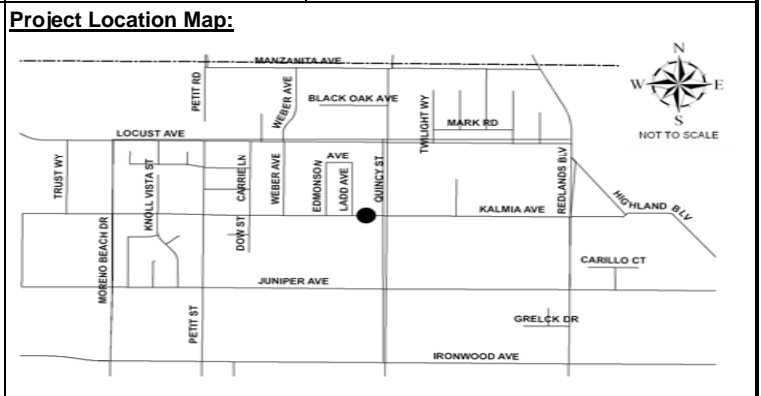 Project Location Map:
MANZANITA AVE
PETIT RD
WEBER AVE
BLACK OAK AVE
N
W
E
S
NOT TO SCALE
LOCUST AVE
TWILIGHT WY
MARK RD
TRUST WY
KNOLL VISTA ST
CARRIE LN
WEBER AVE
EDMONSON
AVE
LADD AVE
QUINCY ST
REDLANDS BLV
HIGHLAND BLV
KALMIA AVE
DOW ST
MORENO BEACH DR
CARILLO CT
JUNIPER AVE
PETIT ST
GRELCK DR
IRONWOOD AVE